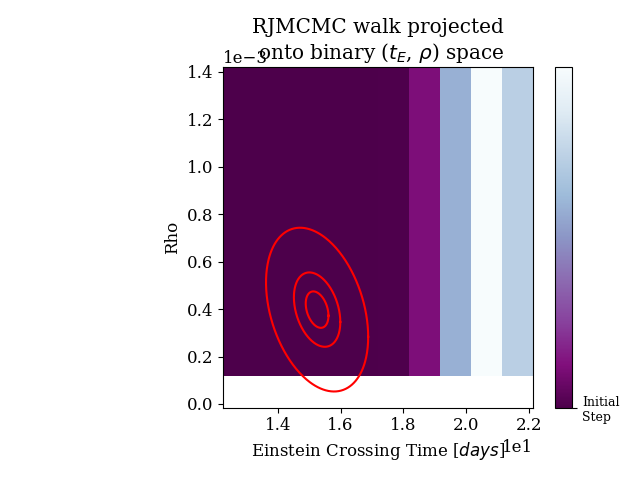 RJMCMC walk projected
onto binary (t_E, ρ) space
1e−3
1.4
1.2
1.0
0.8
0.6
0.4
0.2
0.0
Rho
1.4 1.6 1.8 2.0 2.2
Einstein Crossing Time [days]
1e1
Initial
Step